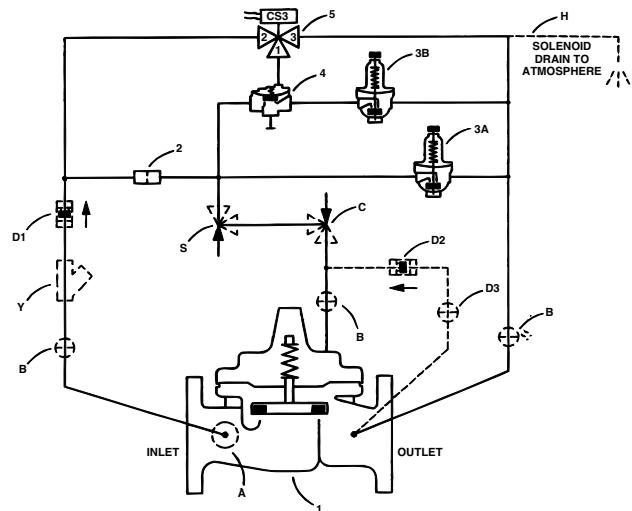 CS3
5
H
2
3
1
SOLENOID
DRAIN TO
ATMOSPHERE
3B
4
3A
2
D1
S
C
D2
Y
D3
B
B
B
INLET
OUTLET
A
1